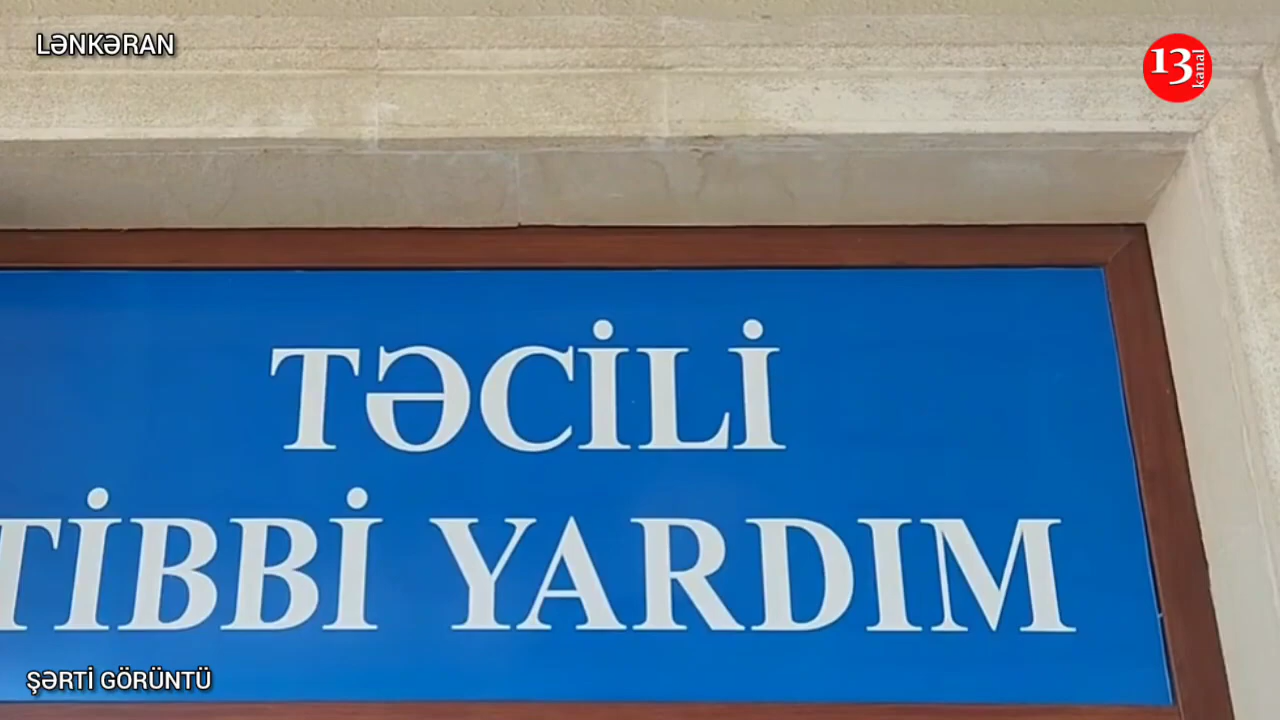 LƏNKƏRAN
13 kanal
TƏCİLİ
TİBBİ YARDIM
ŞƏRTİ GÖRÜNTÜ